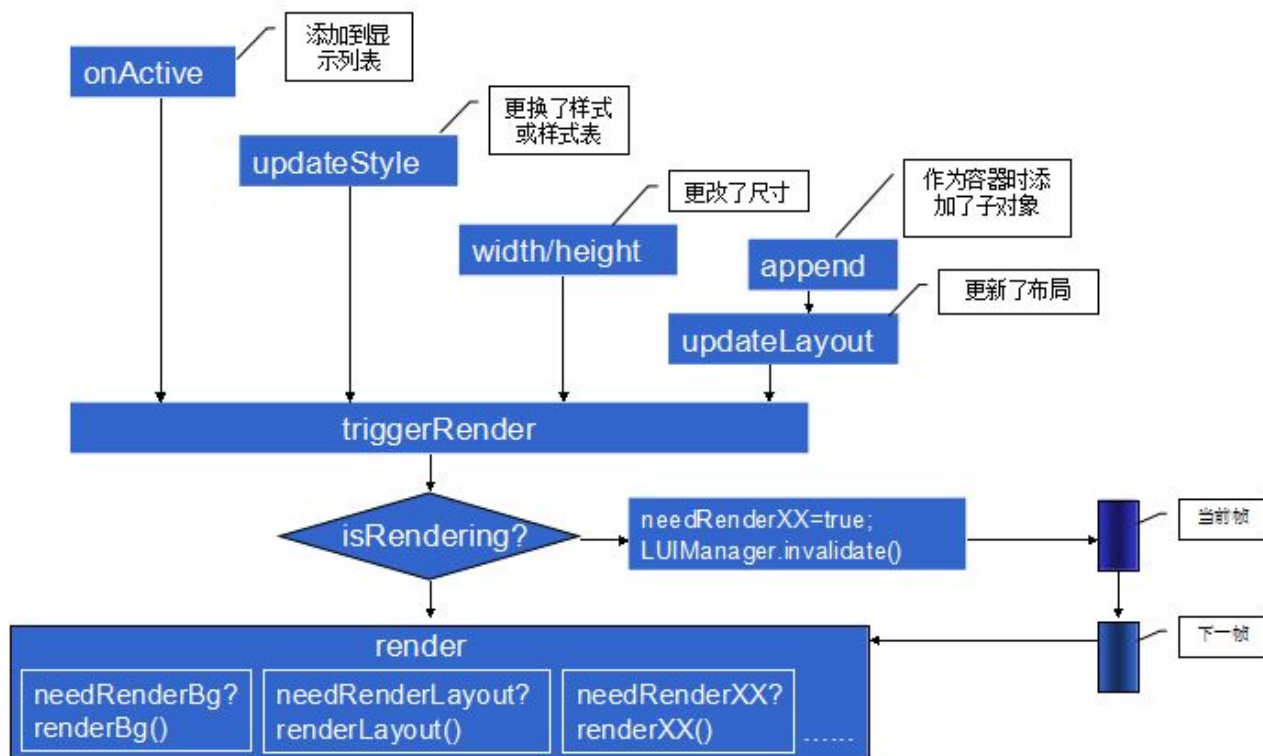 添加到显
示列表
onActive
更换了样式
或样式表
updateStyle
更改了尺寸
width/height
作为容器时添
加了子对象
append
更新了布局
updateLayout
triggerRender
isRendering?
needRenderXX=true;
LUIManager.invalidate()
当前帧
下一帧
render
needRenderBg?
renderBg()
needRenderLayout?
renderLayout()
needRenderXX?
renderXX()
......